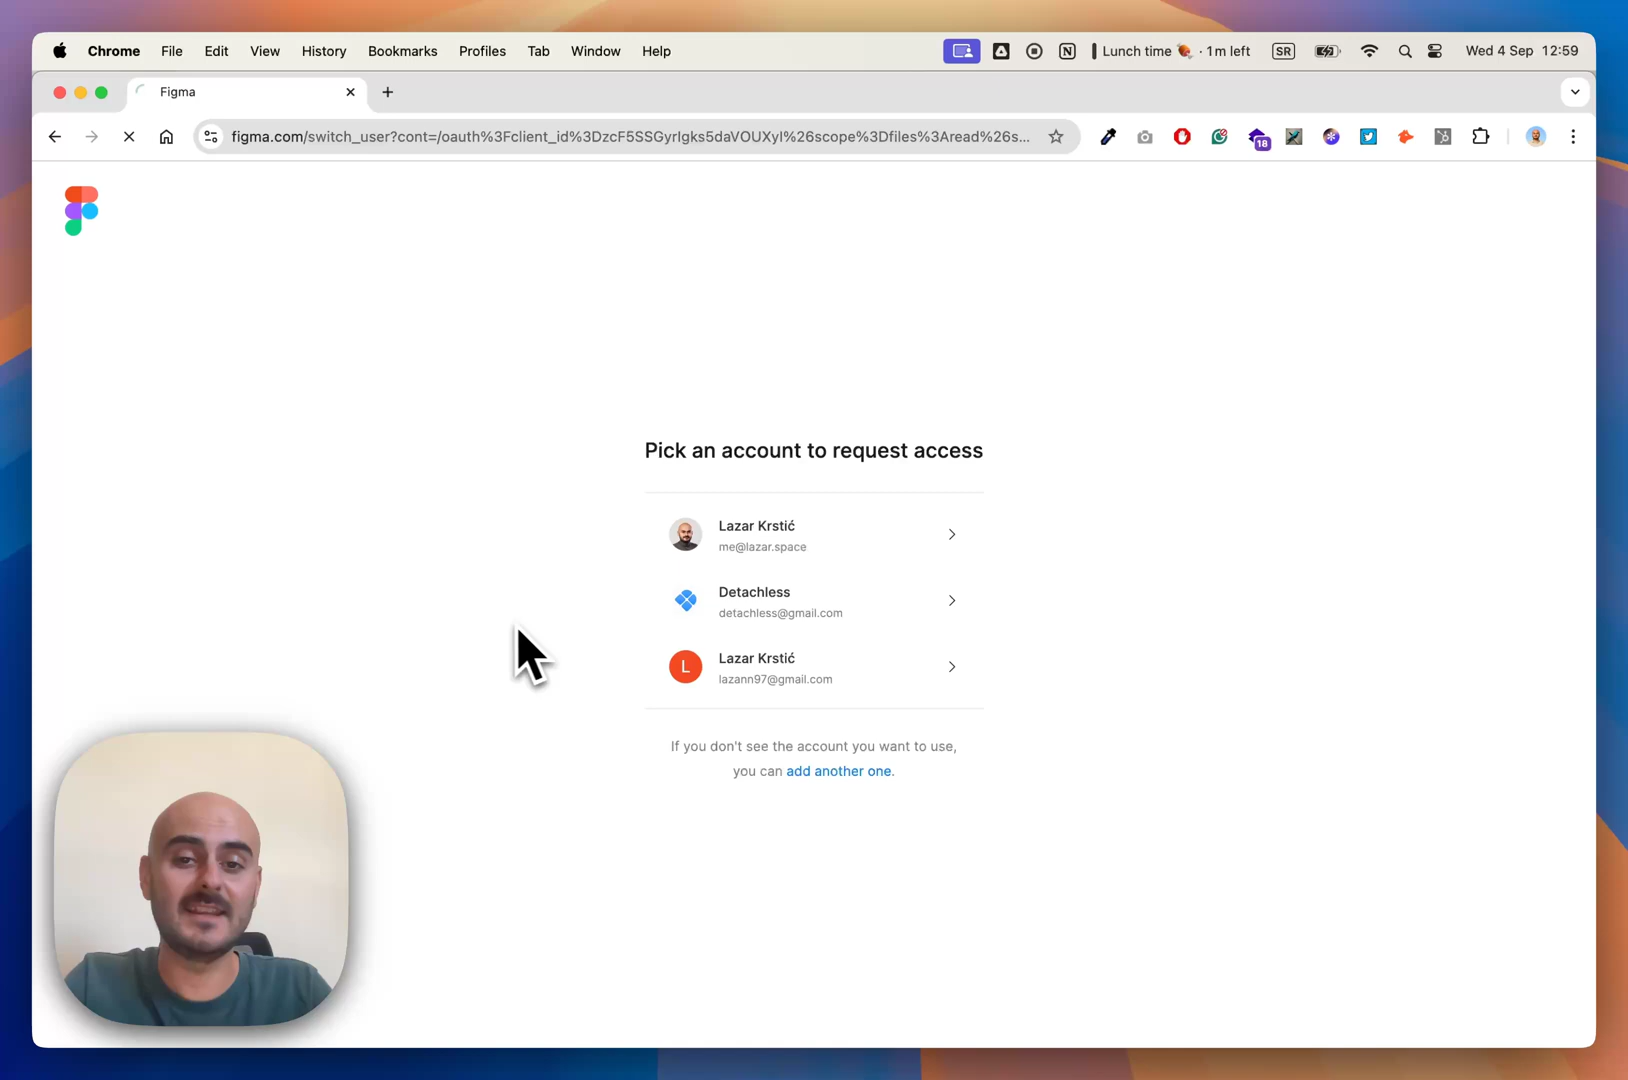 Chrome File Edit View History Bookmarks Profiles Tab Window Help N Lunch time 🍗 · 1 m left SR Wed 4 Sep 12:59
Figma
figma.com/switch_user?cont=/oauth%3Fclient_id%3DzcF5SSGyrIgks5daVOUXyI%26scope%3Dfiles%3Aread%26s... 18
Pick an account to request access
Lazar Krstić
me@lazar.space
Detachless
detachless@gmail.com
L
Lazar Krstić
lazann97@gmail.com
If you don't see the account you want to use,
you can add another one.